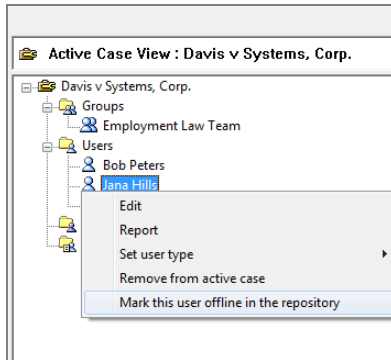 Active Case View : Davis v Systems, Corp.
Davis v Systems, Corp.
Groups
Employment Law Team
Users
Bob Peters
Jana Hills
Edit
Report
Set user type
Remove from active case
Mark this user offline in the repository